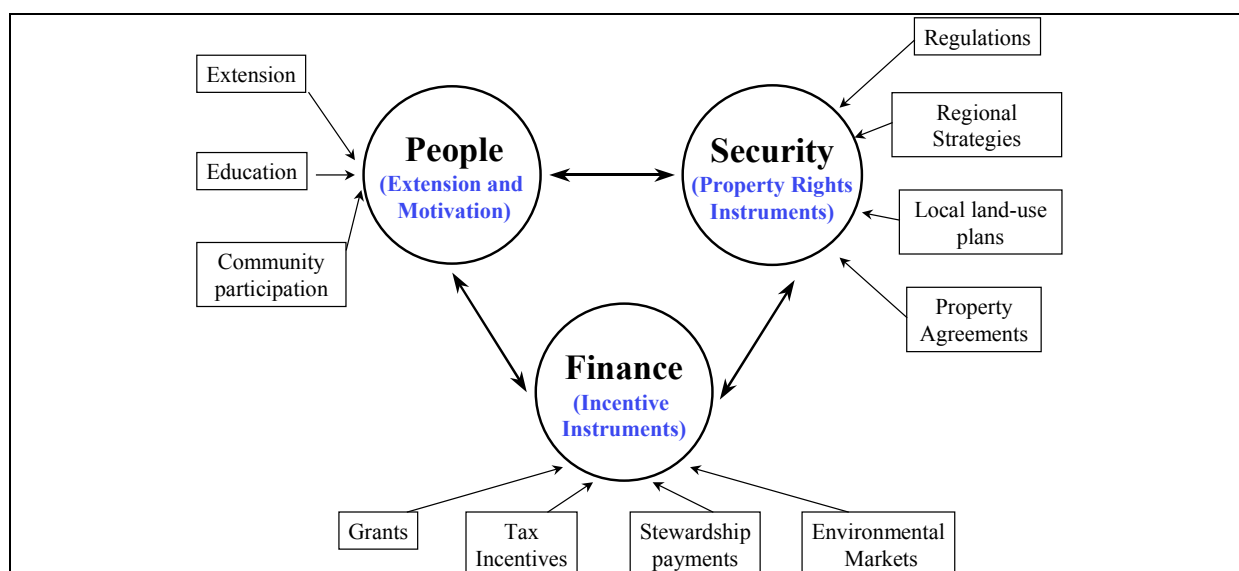 Regulations
Extension
Regional
Strategies
People
(Extension and
Motivation)
Security
(Property Rights
Instruments)
Education
Local land-use
plans
Community
participation
Property
Agreements
Finance
(Incentive
Instruments)
Grants
Tax
Incentives
Stewardship
payments
Environmental
Markets